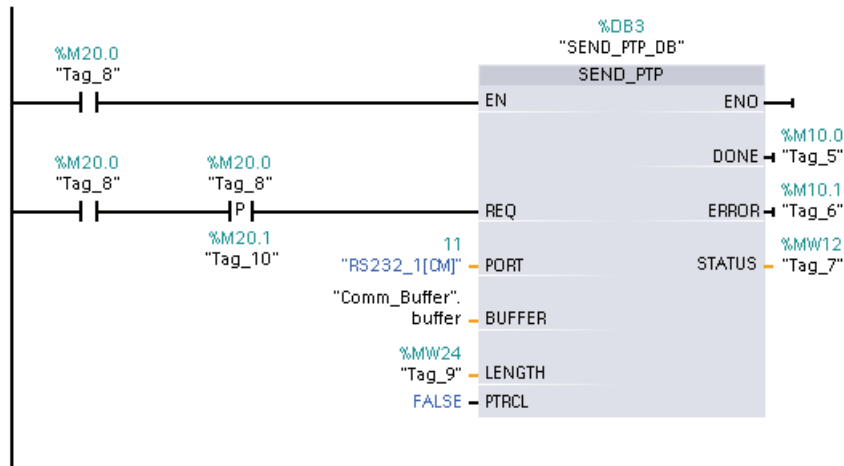 %DB3
"SEND_PTP_DB"
SEND_PTP
%M20.0
"Tag_8"
EN
ENO
DONE
%M10.0
"Tag_5"
%M20.0
"Tag_8"
%M20.0
"Tag_8"
P
%M20.1
"Tag_10"
REQ
ERROR
%M10.1
"Tag_6"
11
"RS232_1[CM]"
PORT
STATUS
%MW12
"Tag_7"
"Comm_Buffer".
buffer
BUFFER
%MW24
"Tag_9"
LENGTH
FALSE
PTRCL